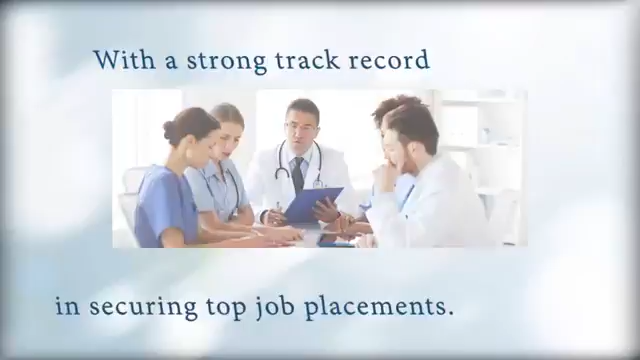 With a strong track record
in securing top job placements.